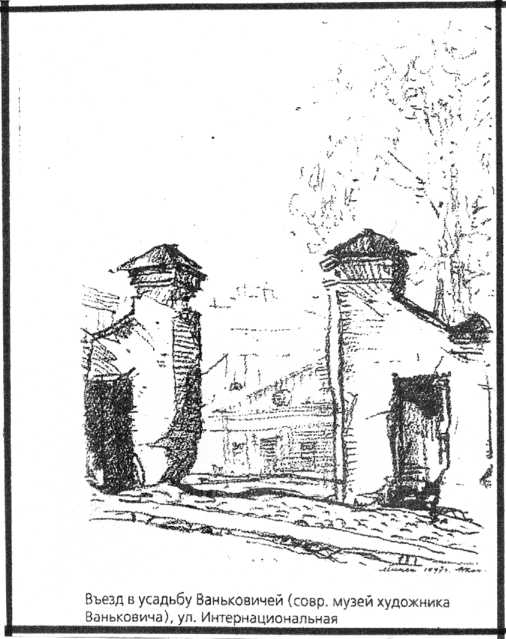 Въезд в усадьбу Ваньковичей (совр. музей художника
Ваньковича), ул. Интернациональная